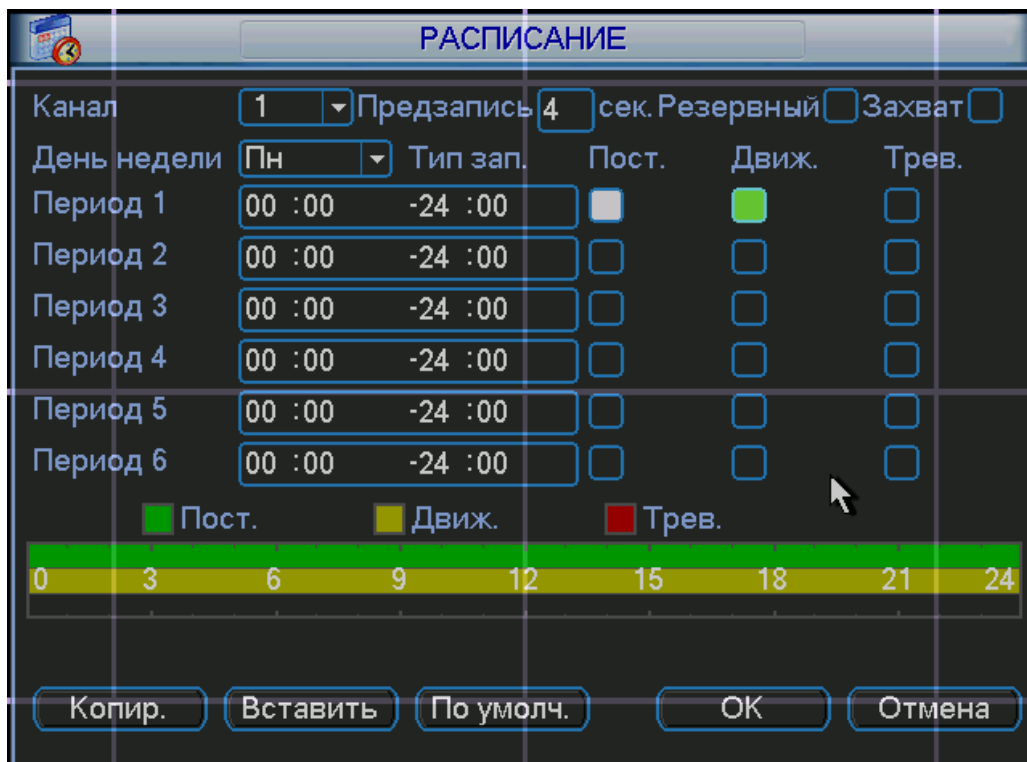 РАСПИСАНИЕ
Канал 1 Предзапись 4 сек. Резервный Захват
День недели Пн Тип зап. Пост. Движ. Трев.
Период 1 00 :00 -24 :00
Период 2 00 :00 -24 :00
Период 3 00 :00 -24 :00
Период 4 00 :00 -24 :00
Период 5 00 :00 -24 :00
Период 6 00 :00 -24 :00
Пост. Движ. Трев.
0 3 6 9 12 15 18 21 24
Копир. Вставить По умолч. OK Отмена